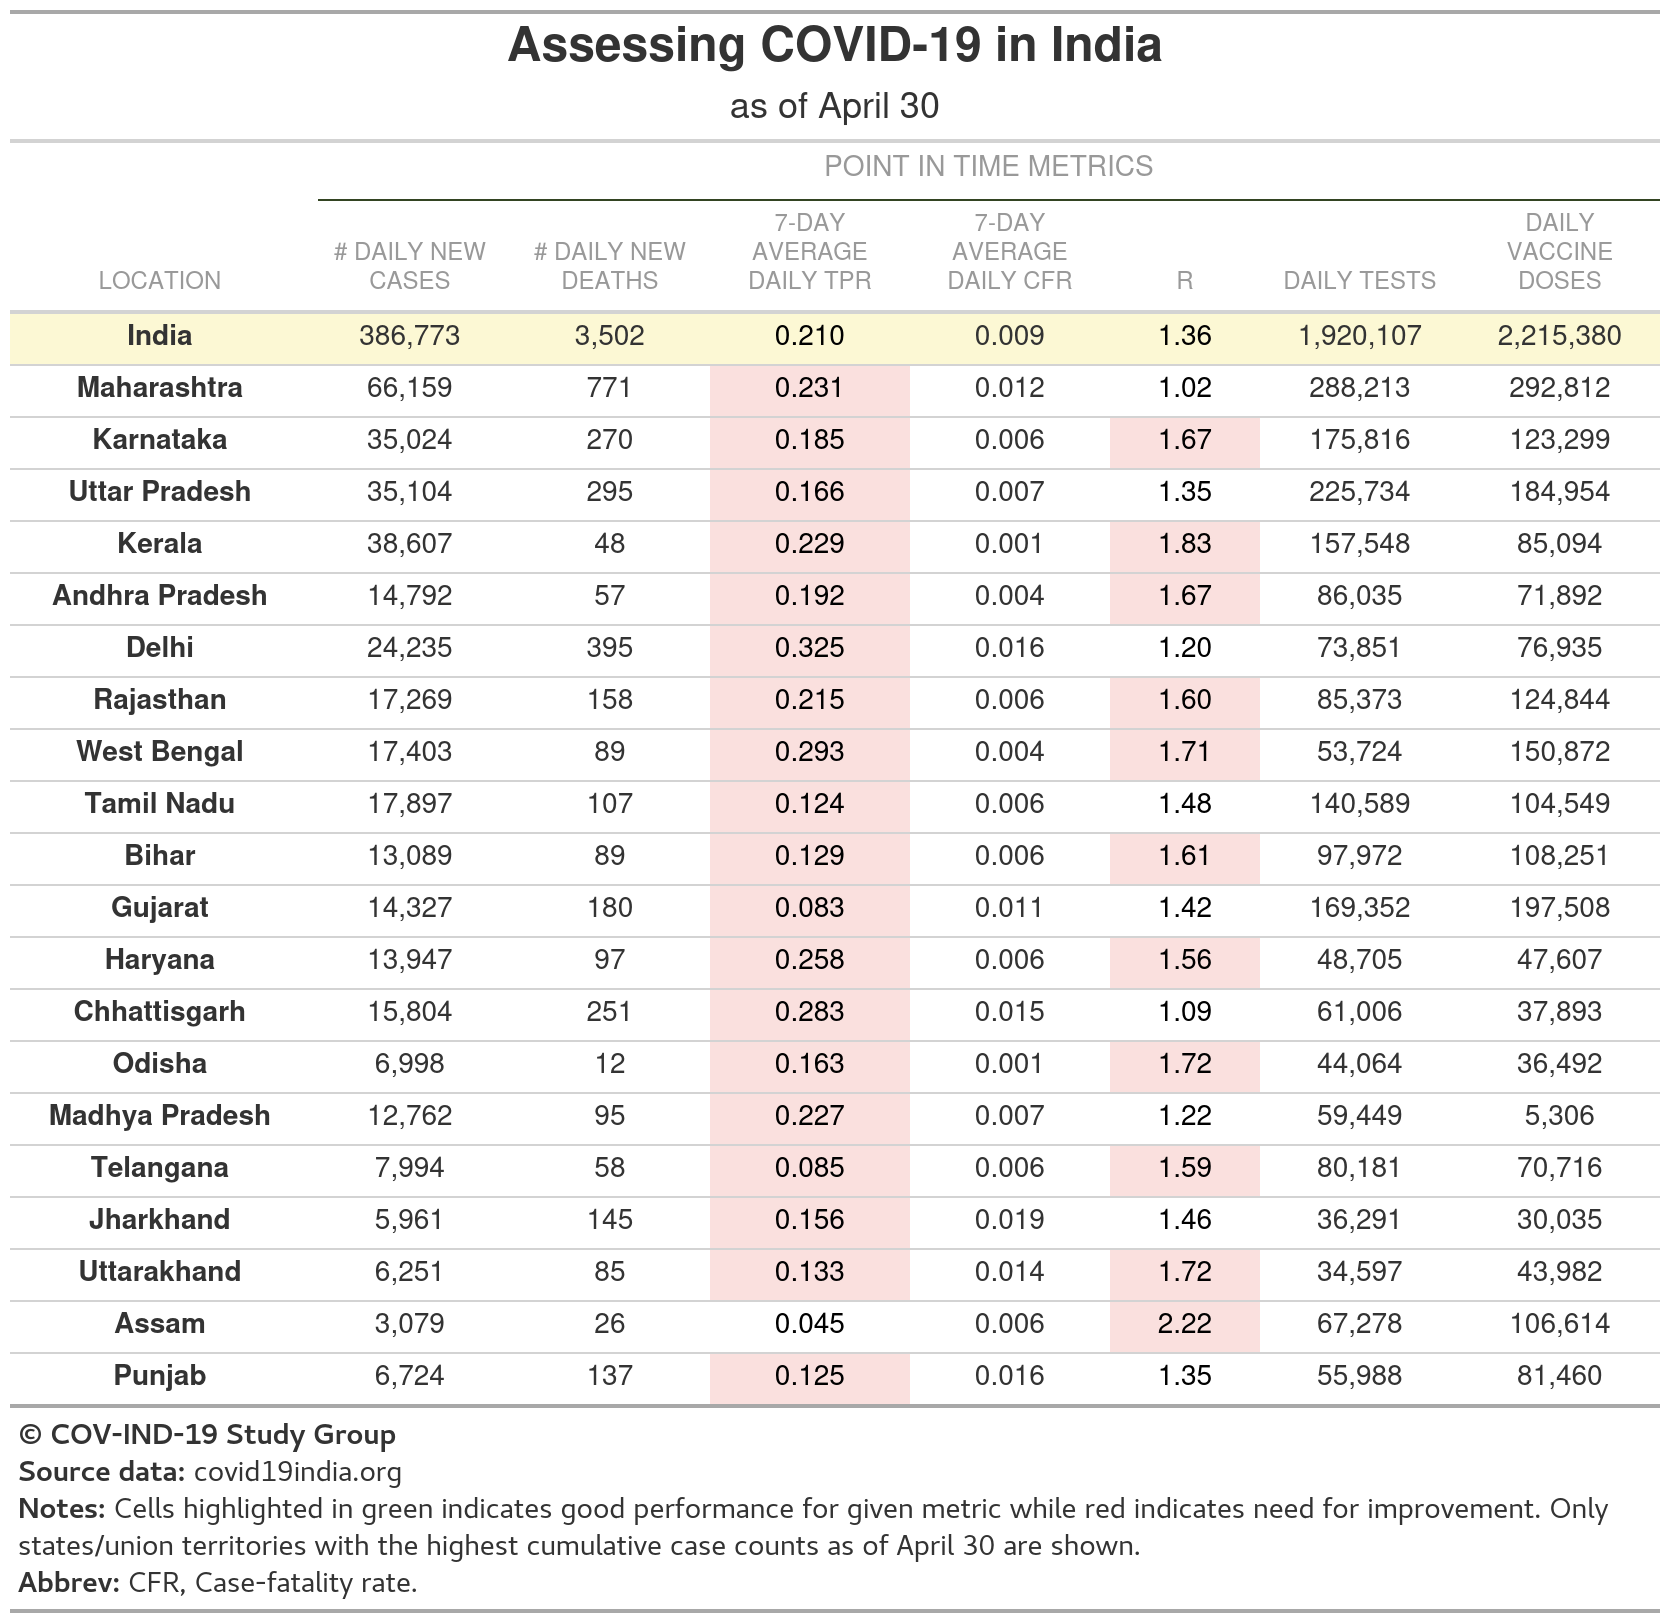 Assessing COVID-19 in India
as of April 30
POINT IN TIME METRICS
LOCATION # DAILY NEW CASES # DAILY NEW DEATHS 7-DAY AVERAGE DAILY TPR 7-DAY AVERAGE DAILY CFR R DAILY TESTS DAILY VACCINE DOSES
India 386,773 3,502 0.210 0.009 1.36 1,920,107 2,215,380
Maharashtra 66,159 771 0.231 0.012 1.02 288,213 292,812
Karnataka 35,024 270 0.185 0.006 1.67 175,816 123,299
Uttar Pradesh 35,104 295 0.166 0.007 1.35 225,734 184,954
Kerala 38,607 48 0.229 0.001 1.83 157,548 85,094
Andhra Pradesh 14,792 57 0.192 0.004 1.67 86,035 71,892
Delhi 24,235 395 0.325 0.016 1.20 73,851 76,935
Rajasthan 17,269 158 0.215 0.006 1.60 85,373 124,844
West Bengal 17,403 89 0.293 0.004 1.71 53,724 150,872
Tamil Nadu 17,897 107 0.124 0.006 1.48 140,589 104,549
Bihar 13,089 89 0.129 0.006 1.61 97,972 108,251
Gujarat 14,327 180 0.083 0.011 1.42 169,352 197,508
Haryana 13,947 97 0.258 0.006 1.56 48,705 47,607
Chhattisgarh 15,804 251 0.283 0.015 1.09 61,006 37,893
Odisha 6,998 12 0.163 0.001 1.72 44,064 36,492
Madhya Pradesh 12,762 95 0.227 0.007 1.22 59,449 5,306
Telangana 7,994 58 0.085 0.006 1.59 80,181 70,716
Jharkhand 5,961 145 0.156 0.019 1.46 36,291 30,035
Uttarakhand 6,251 85 0.133 0.014 1.72 34,597 43,982
Assam 3,079 26 0.045 0.006 2.22 67,278 106,614
Punjab 6,724 137 0.125 0.016 1.35 55,988 81,460
© COV-IND-19 Study Group
Source data: covid19india.org
Notes: Cells highlighted in green indicates good performance for given metric while red indicates need for improvement. Only
states/union territories with the highest cumulative case counts as of April 30 are shown.
Abbrev: CFR, Case-fatality rate.